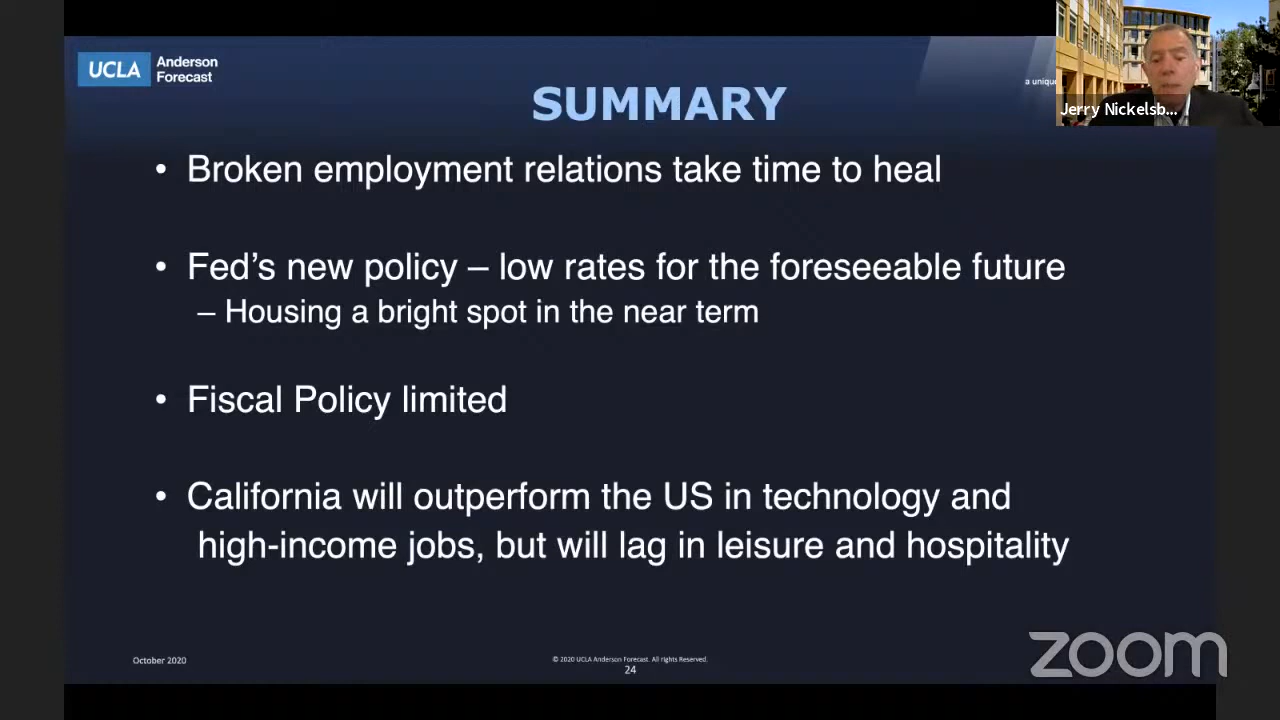 UCLA Anderson
Forecast
a unique
Jerry Nickelsb...
SUMMARY
• Broken employment relations take time to heal
• Fed's new policy – low rates for the foreseeable future
– Housing a bright spot in the near term
• Fiscal Policy limited
• California will outperform the US in technology and
high-income jobs, but will lag in leisure and hospitality
October 2020
© 2020 UCLA Anderson Forecast. All rights Reserved.
24
zoom